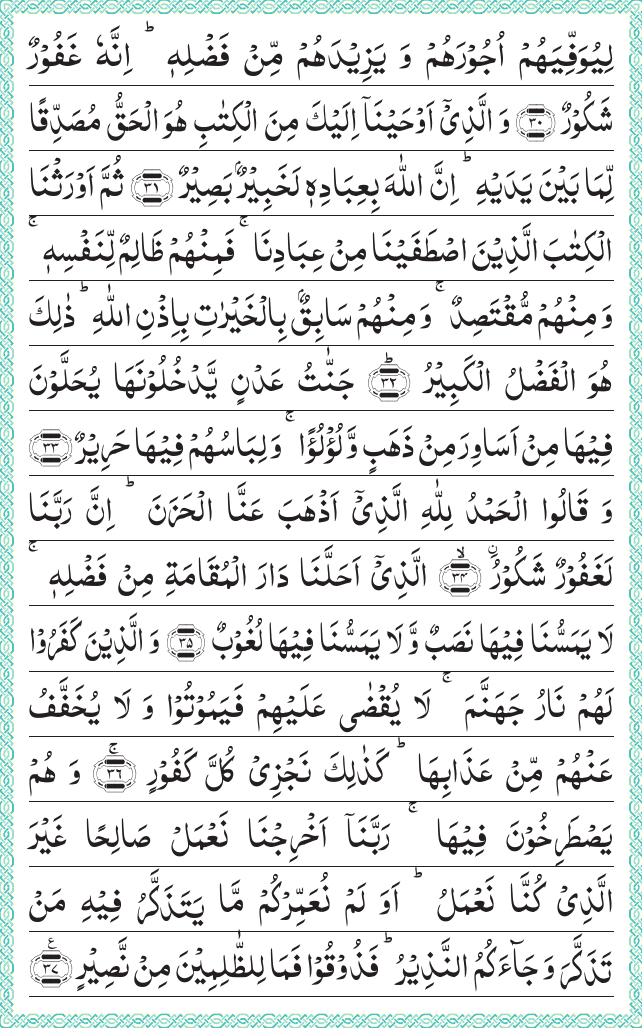 لِيُوَفِّيَهُمْ اُجُوْرَهُمْ وَ يَزِيْدَهُمْ مِّنْ فَضْلِهٖ ؕ اِنَّهٗ غَفُوْرٌ
شَكُوْرٌ ﴿۳۰﴾ وَ الَّذِيْۤ اَوْحَيْنَاۤ اِلَيْكَ مِنَ الْكِتٰبِ هُوَ الْحَقُّ مُصَدِّقًا
لِّمَا بَيْنَ يَدَيْهِ ؕ اِنَّ اللّٰهَ بِعِبَادِهٖ لَخَبِيْرٌۢ بَصِيْرٌ ﴿۳۱﴾ ثُمَّ اَوْرَثْنَا
الْكِتٰبَ الَّذِيْنَ اصْطَفَيْنَا مِنْ عِبَادِنَا ۚ فَمِنْهُمْ ظَالِمٌ لِّنَفْسِهٖ ۚ
وَ مِنْهُمْ مُّقْتَصِدٌ ۚ وَ مِنْهُمْ سَابِقٌۢ بِالْخَيْرٰتِ بِاِذْنِ اللّٰهِ ؕ ذٰلِكَ
هُوَ الْفَضْلُ الْكَبِيْرُ ﴿ؕ۳۲﴾ جَنّٰتُ عَدْنٍ يَّدْخُلُوْنَهَا يُحَلَّوْنَ
فِيْهَا مِنْ اَسَاوِرَ مِنْ ذَهَبٍ وَّ لُؤْلُؤًا ۚ وَ لِبَاسُهُمْ فِيْهَا حَرِيْرٌ ﴿۳۳﴾
وَ قَالُوا الْحَمْدُ لِلّٰهِ الَّذِيْۤ اَذْهَبَ عَنَّا الْحَزَنَ ؕ اِنَّ رَبَّنَا
لَغَفُوْرٌ شَكُوْرُۨ ﴿ۙ۳۴﴾ الَّذِيْۤ اَحَلَّنَا دَارَ الْمُقَامَةِ مِنْ فَضْلِهٖ ۚ
لَا يَمَسُّنَا فِيْهَا نَصَبٌ وَّ لَا يَمَسُّنَا فِيْهَا لُغُوْبٌ ﴿۳۵﴾ وَ الَّذِيْنَ كَفَرُوْا
لَهُمْ نَارُ جَهَنَّمَ ۚ لَا يُقْضٰى عَلَيْهِمْ فَيَمُوْتُوْا وَ لَا يُخَفَّفُ
عَنْهُمْ مِّنْ عَذَابِهَا ؕ كَذٰلِكَ نَجْزِيْ كُلَّ كَفُوْرٍ ﴿ۚ۳۶﴾ وَ هُمْ
يَصْطَرِخُوْنَ فِيْهَا ۚ رَبَّنَاۤ اَخْرِجْنَا نَعْمَلْ صَالِحًا غَيْرَ
الَّذِيْ كُنَّا نَعْمَلُ ؕ اَوَ لَمْ نُعَمِّرْكُمْ مَّا يَتَذَكَّرُ فِيْهِ مَنْ
تَذَكَّرَ وَ جَآءَكُمُ النَّذِيْرُ ؕ فَذُوْقُوْا فَمَا لِلظّٰلِمِيْنَ مِنْ نَّصِيْرٍ ﴿۳۷﴾ ع